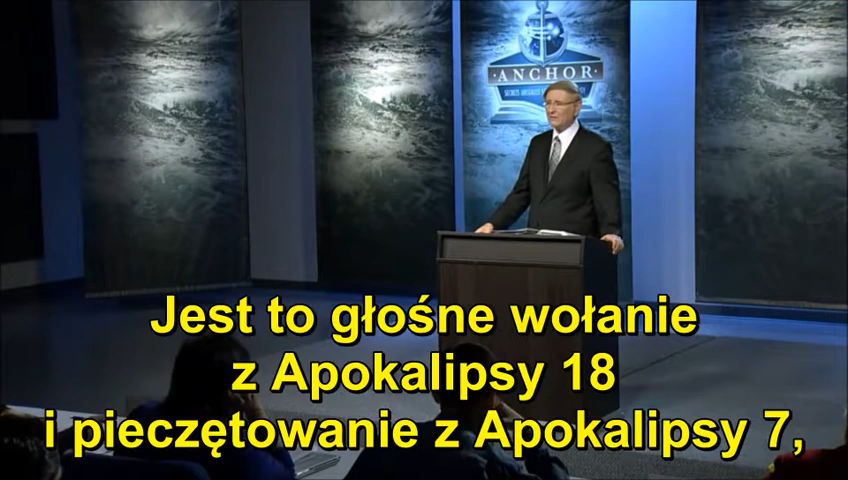 ·ANCHOR·
Jest to głośne wołanie
z Apokalipsy 18
i pieczętowanie z Apokalipsy 7,